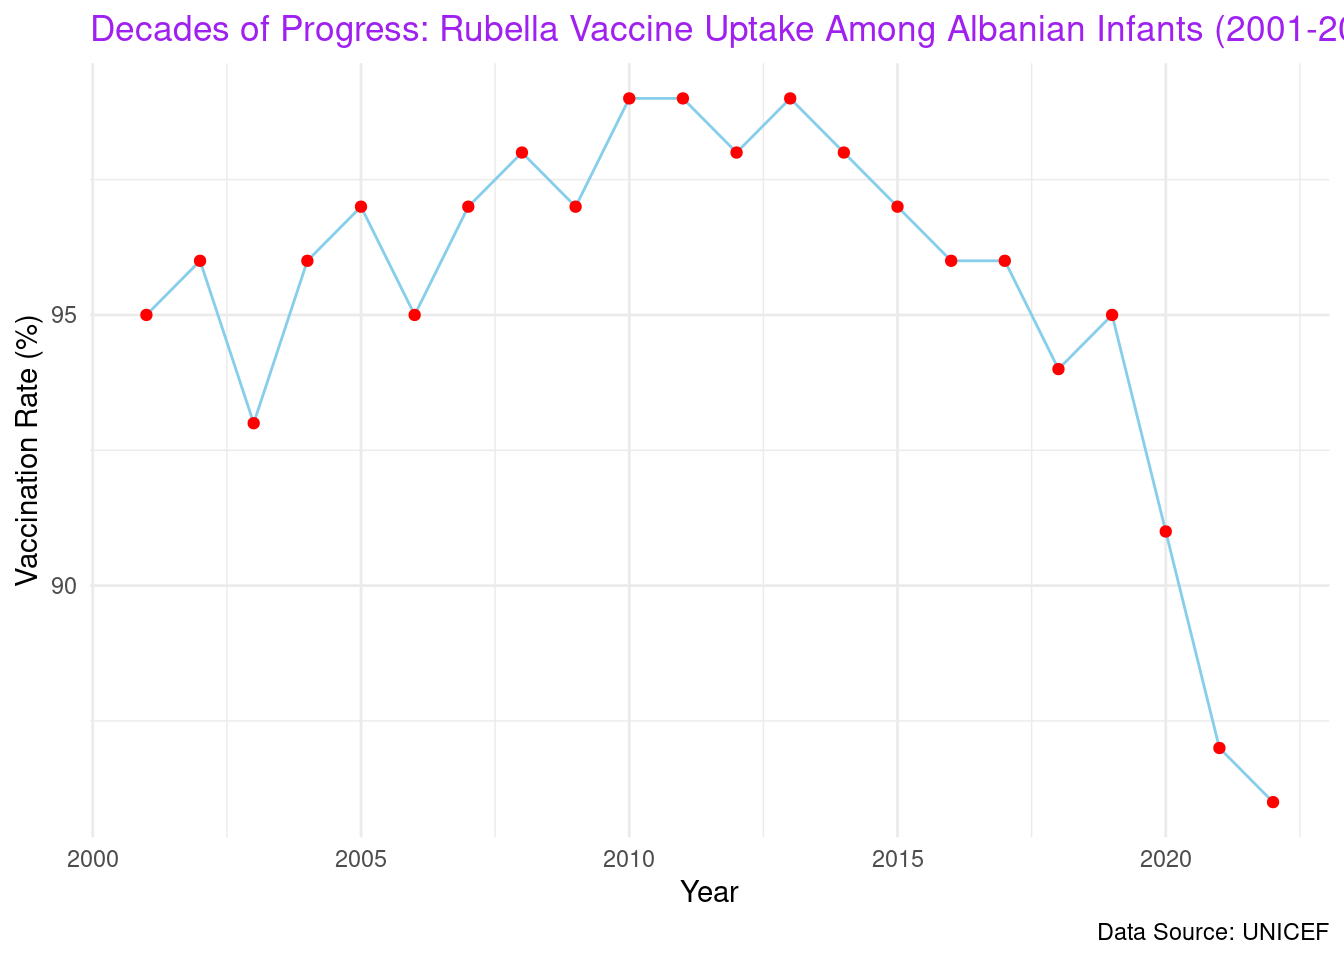 Decades of Progress: Rubella Vaccine Uptake Among Albanian Infants (2001-20
Vaccination Rate (%)
95
90
2000 2005 2010 2015 2020
Year
Data Source: UNICEF